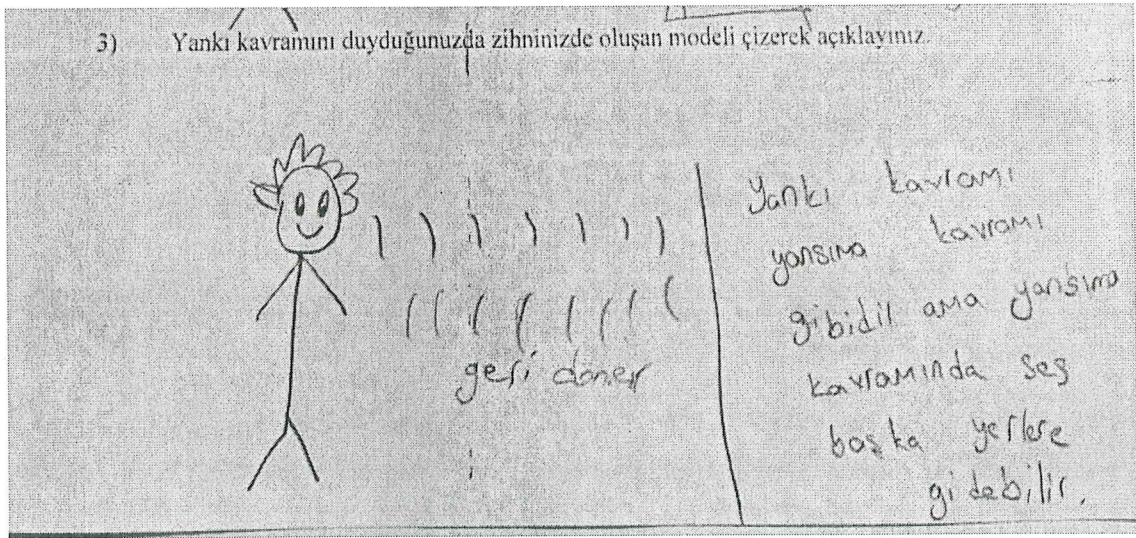 3) Yankı kavramını duyduğunuzda zihninizde oluşan modeli çizerek açıklayınız.
geri döner
Yankı kavramı
yansıma kavramı
gibidir ama yansıma
kavramında ses
başka yerlere
gidebilir.